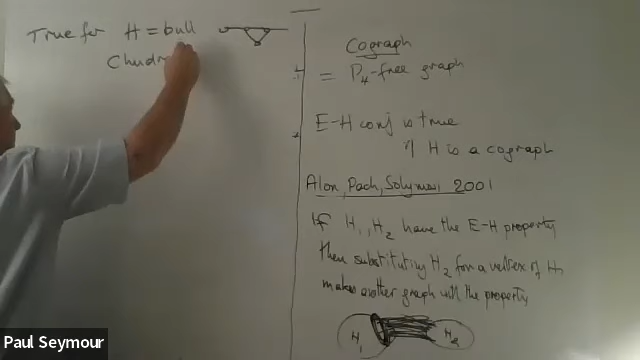 True for H = bull
Chudn
Cograph
= P4-free graph
E-H conj is true
if H is a cograph
Alon, Pach, Solymosi 2001
If H1, H2 have the E-H property
then substituting H2 for a vertex of H1
makes another graph with the property
H1
H2
Paul Seymour